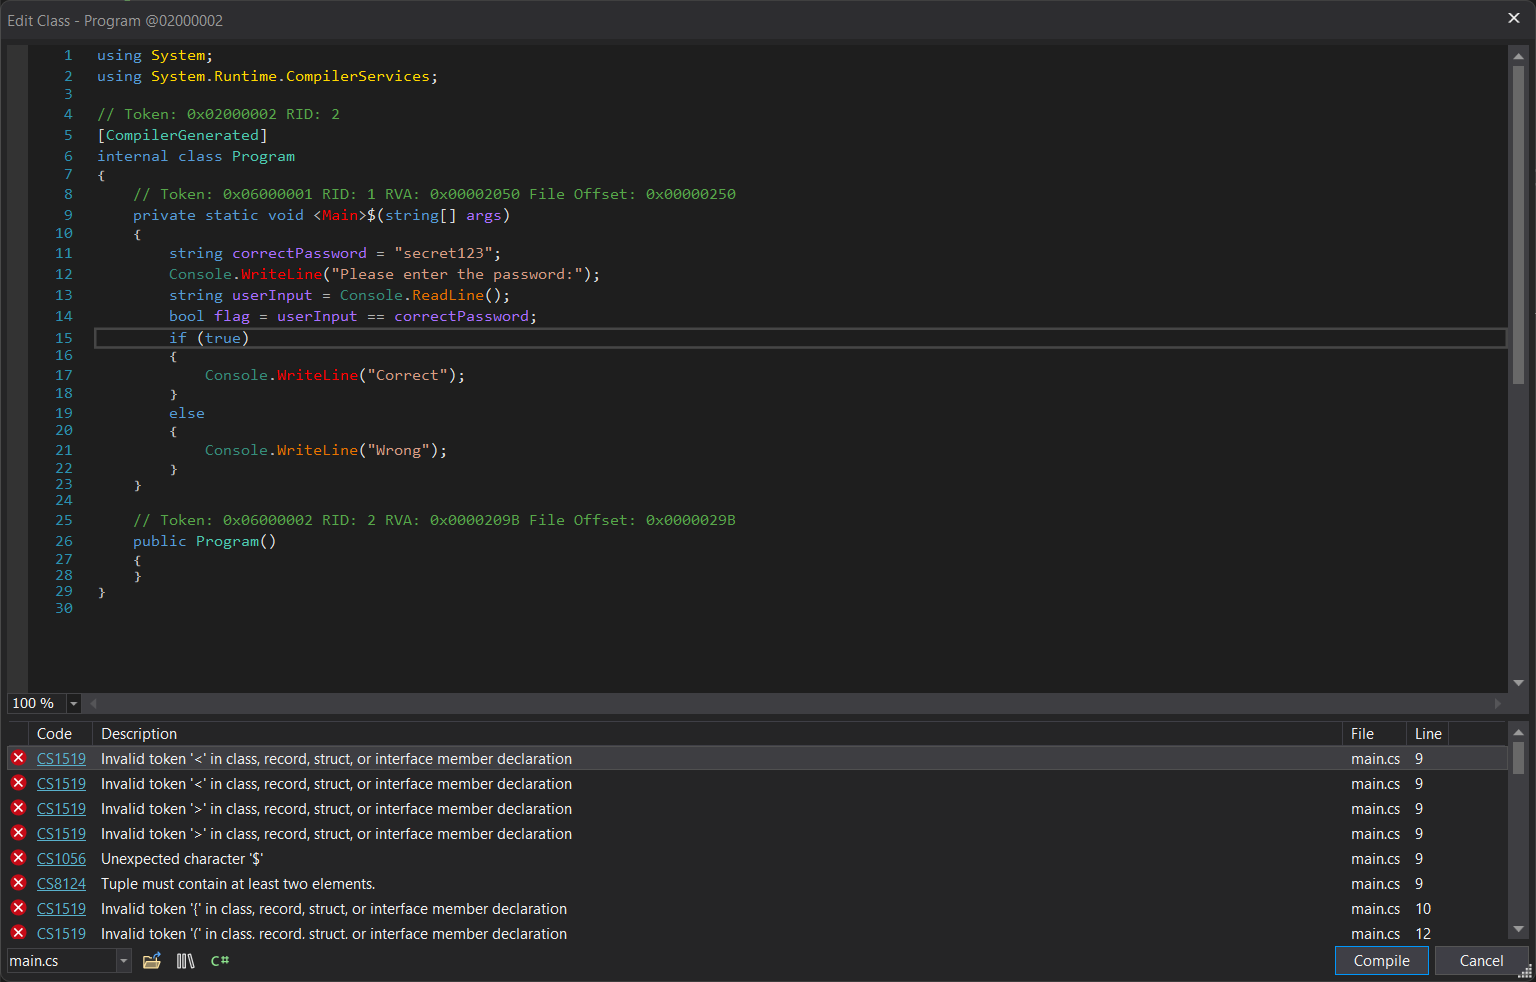 Edit Class - Program @02000002
1 using System;
2 using System.Runtime.CompilerServices;
3
4 // Token: 0x02000002 RID: 2
5 [CompilerGenerated]
6 internal class Program
7 {
8 // Token: 0x06000001 RID: 1 RVA: 0x00002050 File Offset: 0x00000250
9 private static void <Main>$(string[] args)
10 {
11 string correctPassword = "secret123";
12 Console.WriteLine("Please enter the password:");
13 string userInput = Console.ReadLine();
14 bool flag = userInput == correctPassword;
15 if (true)
16 {
17 Console.WriteLine("Correct");
18 }
19 else
20 {
21 Console.WriteLine("Wrong");
22 }
23 }
24
25 // Token: 0x06000002 RID: 2 RVA: 0x0000209B File Offset: 0x0000029B
26 public Program()
27 {
28 }
29 }
30
100 %
Code Description File Line
CS1519 Invalid token '<' in class, record, struct, or interface member declaration main.cs 9
CS1519 Invalid token '<' in class, record, struct, or interface member declaration main.cs 9
CS1519 Invalid token '>' in class, record, struct, or interface member declaration main.cs 9
CS1519 Invalid token '>' in class, record, struct, or interface member declaration main.cs 9
CS1056 Unexpected character '$' main.cs 9
CS8124 Tuple must contain at least two elements. main.cs 9
CS1519 Invalid token '{' in class, record, struct, or interface member declaration main.cs 10
CS1519 Invalid token '(' in class, record, struct, or interface member declaration main.cs 12
main.cs C# Compile Cancel